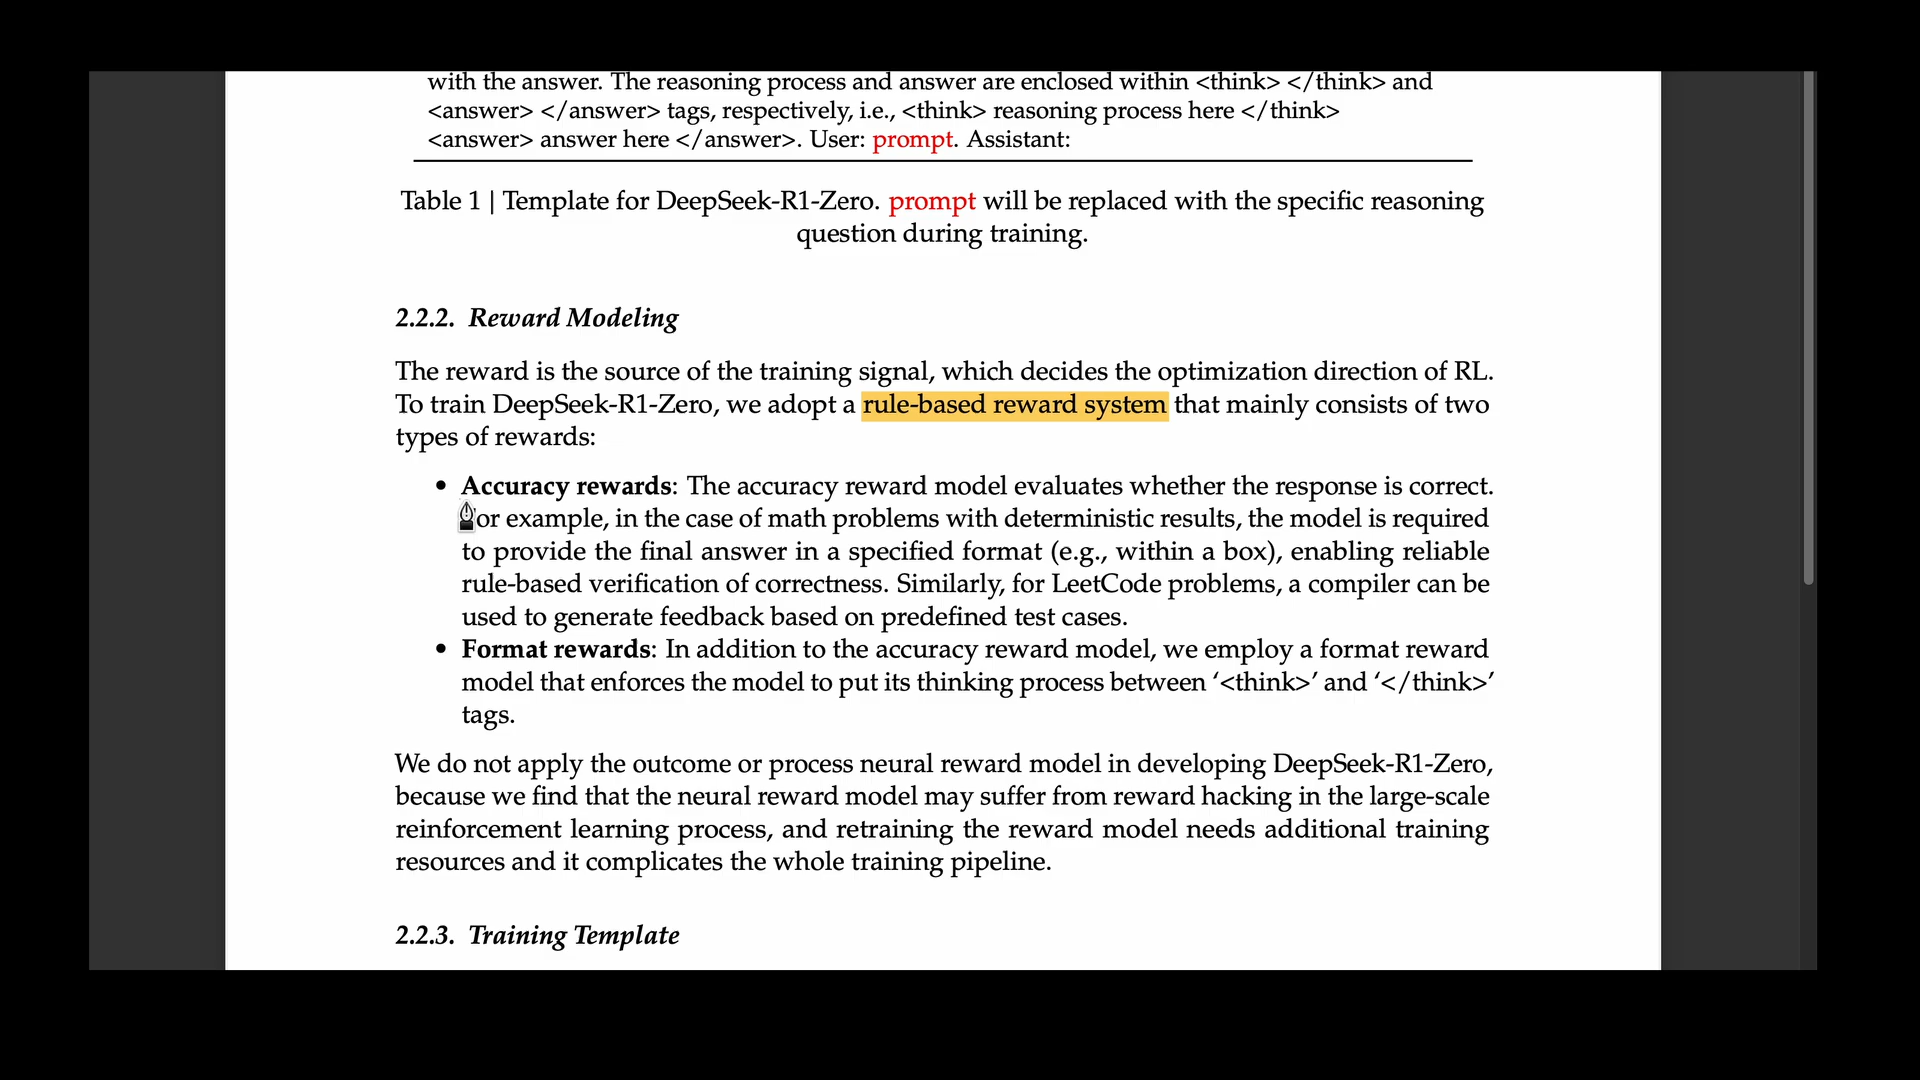 with the answer. The reasoning process and answer are enclosed within <think> </think> and
<answer> </answer> tags, respectively, i.e., <think> reasoning process here </think>
<answer> answer here </answer>. User: prompt. Assistant:
Table 1 | Template for DeepSeek-R1-Zero. prompt will be replaced with the specific reasoning
question during training.
2.2.2. Reward Modeling
The reward is the source of the training signal, which decides the optimization direction of RL.
To train DeepSeek-R1-Zero, we adopt a rule-based reward system that mainly consists of two
types of rewards:
• Accuracy rewards: The accuracy reward model evaluates whether the response is correct.
For example, in the case of math problems with deterministic results, the model is required
to provide the final answer in a specified format (e.g., within a box), enabling reliable
rule-based verification of correctness. Similarly, for LeetCode problems, a compiler can be
used to generate feedback based on predefined test cases.
• Format rewards: In addition to the accuracy reward model, we employ a format reward
model that enforces the model to put its thinking process between ‘<think>’ and ‘</think>’
tags.
We do not apply the outcome or process neural reward model in developing DeepSeek-R1-Zero,
because we find that the neural reward model may suffer from reward hacking in the large-scale
reinforcement learning process, and retraining the reward model needs additional training
resources and it complicates the whole training pipeline.
2.2.3. Training Template